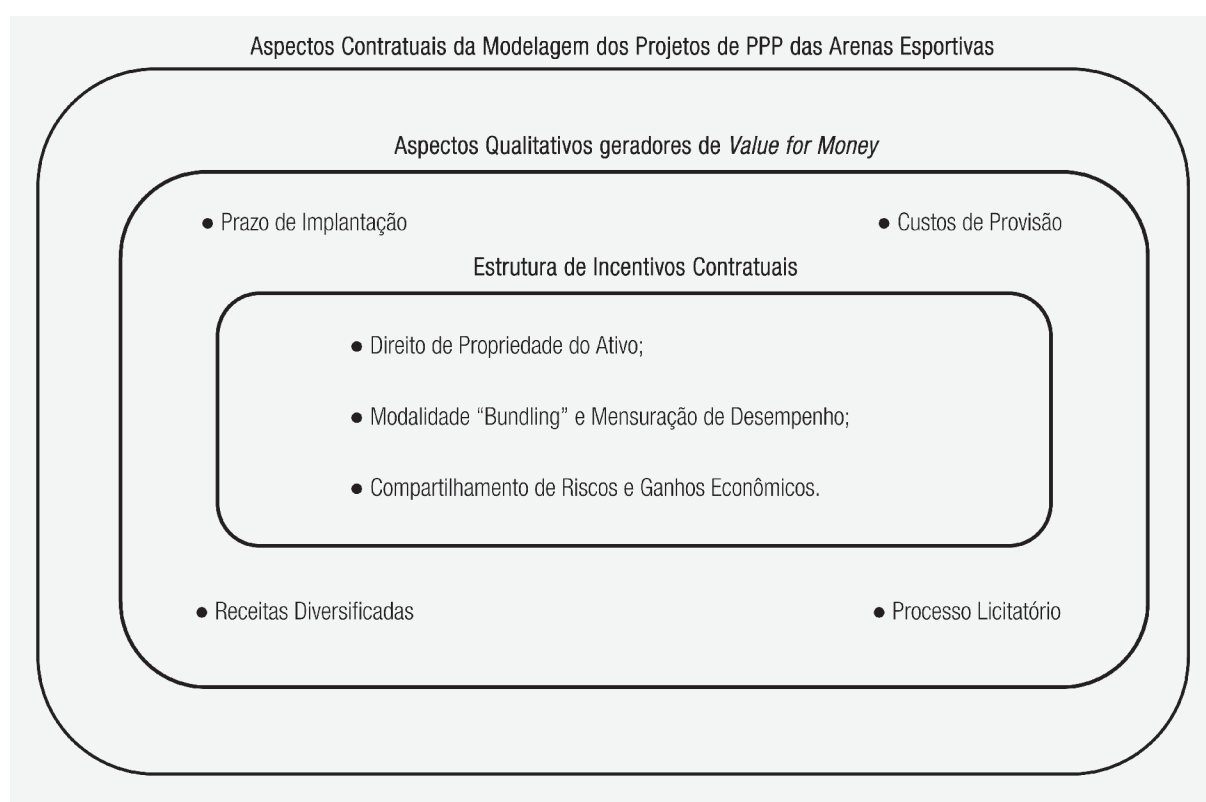 Aspectos Contratuais da Modelagem dos Projetos de PPP das Arenas Esportivas
Aspectos Qualitativos geradores de Value for Money
● Prazo de Implantação
● Custos de Provisão
Estrutura de Incentivos Contratuais
● Direito de Propriedade do Ativo;
● Modalidade “Bundling” e Mensuração de Desempenho;
● Compartilhamento de Riscos e Ganhos Econômicos.
● Receitas Diversificadas
● Processo Licitatório